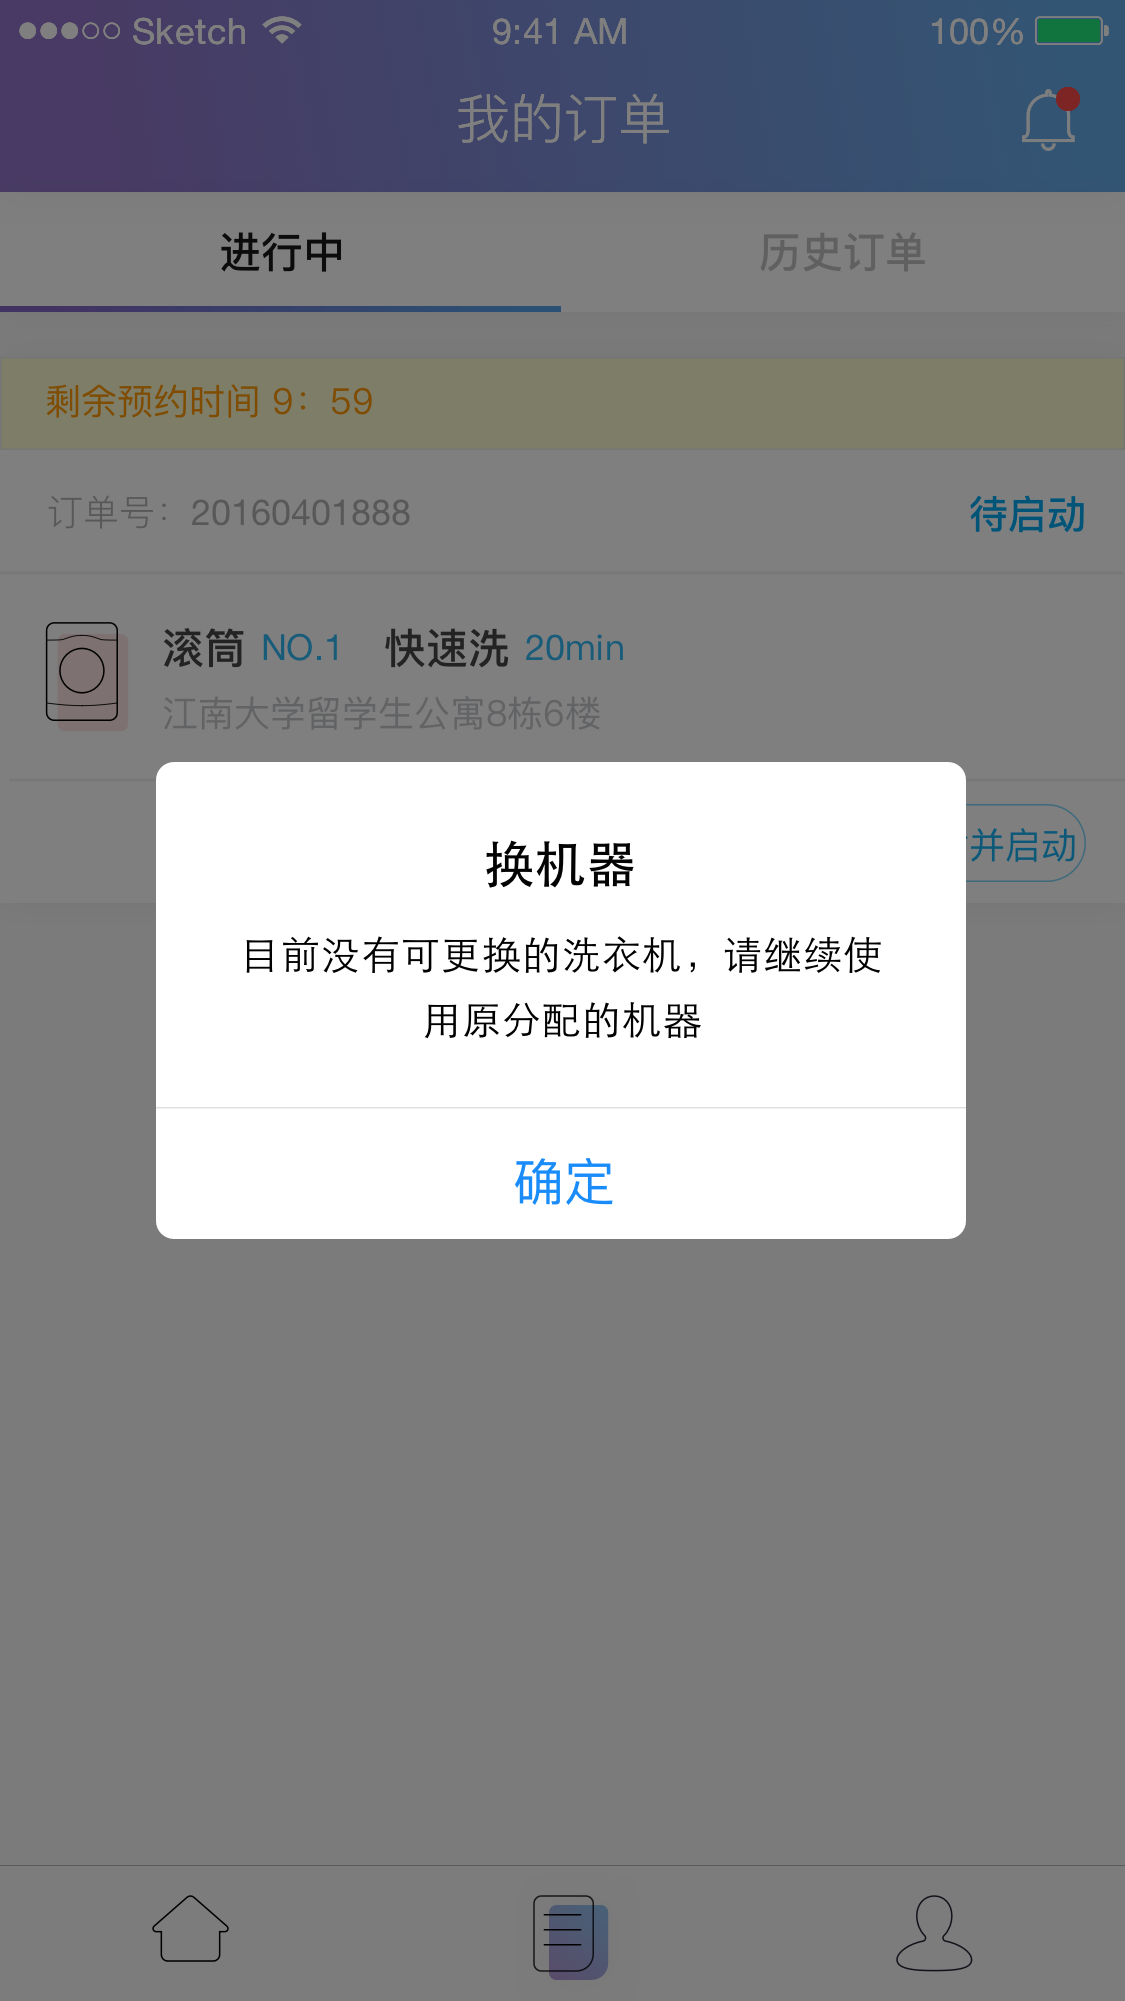 Sketch 9:41 AM 100%
我的订单
进行中 历史订单
剩余预约时间 9：59
订单号：20160401888 待启动
滚筒 NO.1 快速洗 20min
江南大学留学生公寓8栋6楼
并启动
换机器
目前没有可更换的洗衣机，请继续使
用原分配的机器
确定